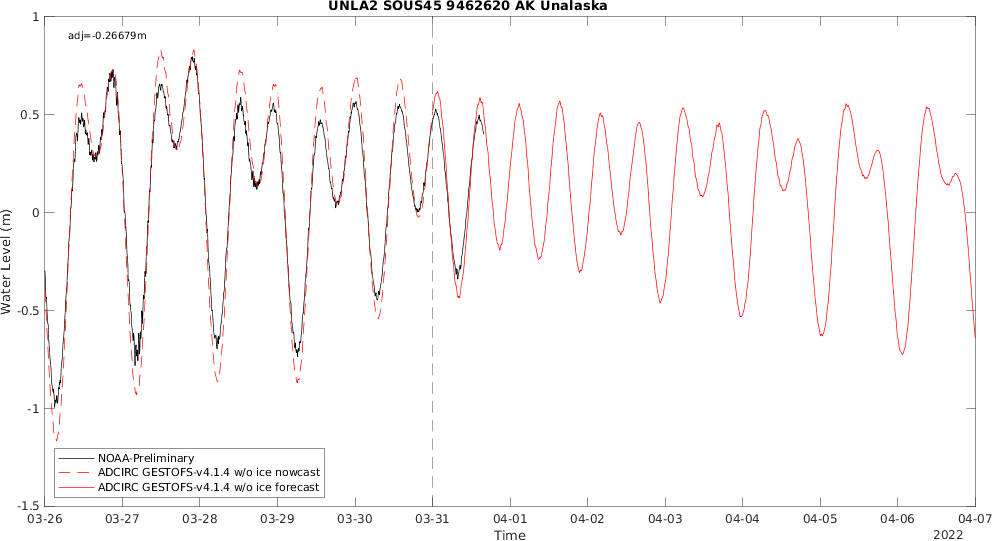 UNLA2 SOUS45 9462620 AK Unalaska
adj=-0.26679m
1
0.5
0
-0.5
-1
-1.5
Water Level (m)
NOAA-Preliminary
ADCIRC GESTOFS-v4.1.4 w/o ice nowcast
ADCIRC GESTOFS-v4.1.4 w/o ice forecast
03-26 03-27 03-28 03-29 03-30 03-31 04-01 04-02 04-03 04-04 04-05 04-06 04-07
Time
2022